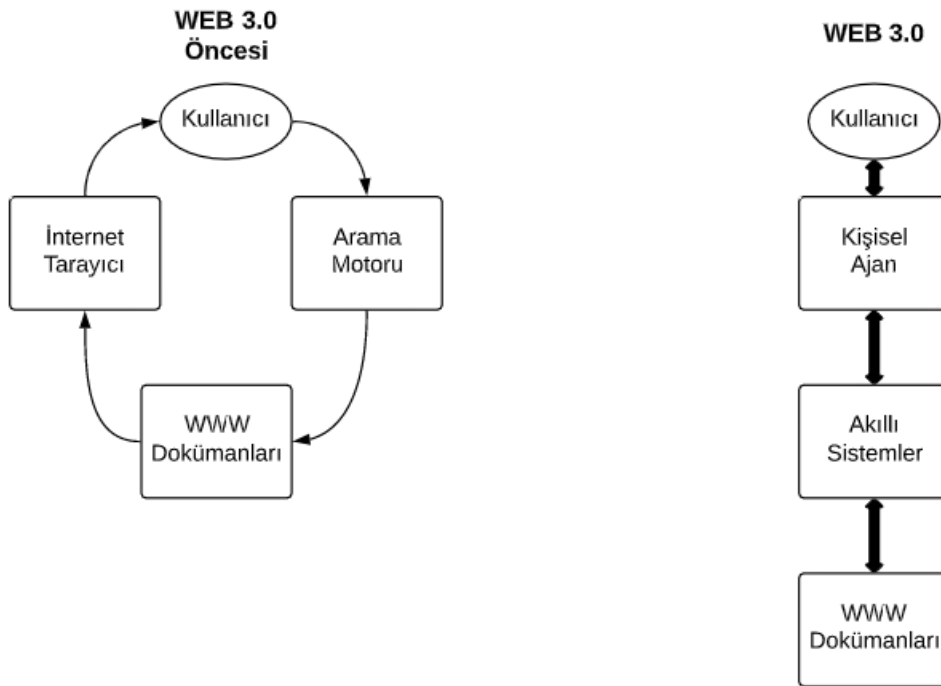 WEB 3.0
Öncesi
Kullanıcı
Arama
Motoru
WWW
Dokümanları
İnternet
Tarayıcı
WEB 3.0
Kullanıcı
Kişisel
Ajan
Akıllı
Sistemler
WWW
Dokümanları